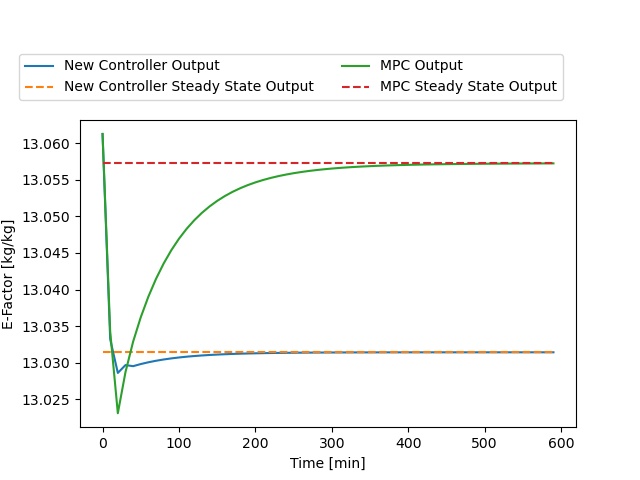 New Controller Output
New Controller Steady State Output
MPC Output
MPC Steady State Output
E-Factor [kg/kg]
13.060
13.055
13.050
13.045
13.040
13.035
13.030
13.025
0 100 200 300 400 500 600
Time [min]